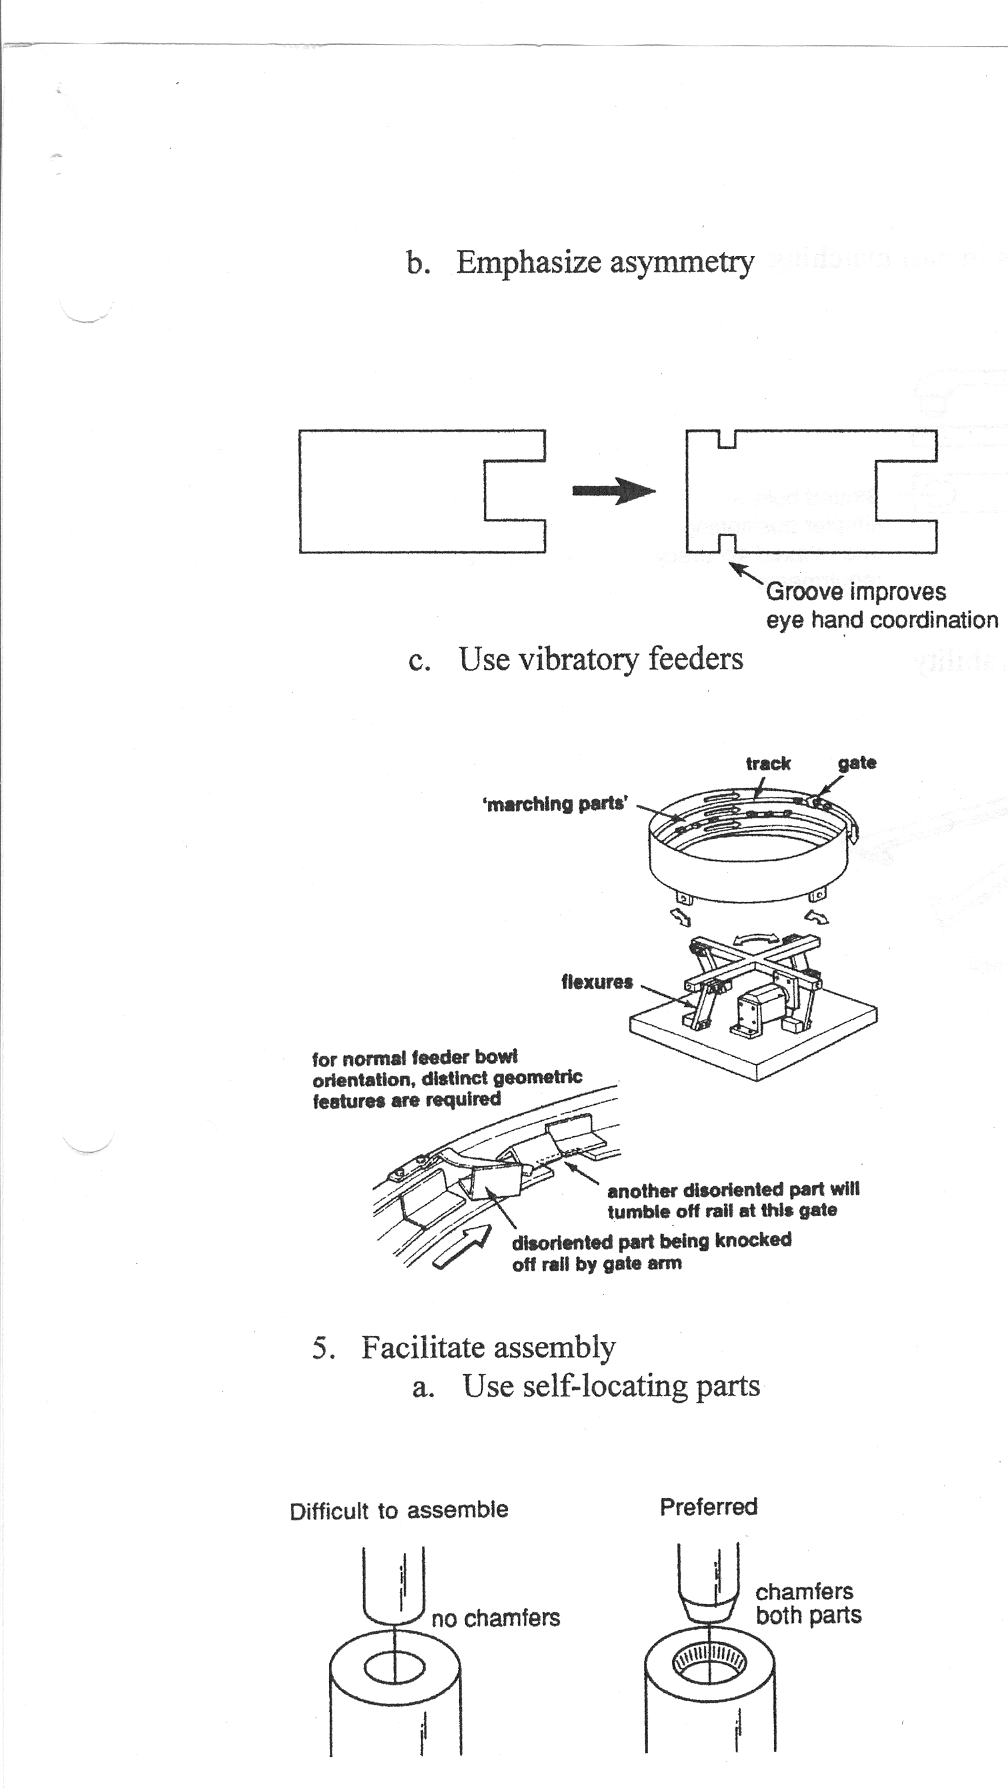 b. Emphasize asymmetry
Groove improves
eye hand coordination
c. Use vibratory feeders
track
gate
'marching parts'
flexures
for normal feeder bowl
orientation, distinct geometric
features are required
another disoriented part will
tumble off rail at this gate
disoriented part being knocked
off rail by gate arm
5. Facilitate assembly
a. Use self-locating parts
Difficult to assemble
Preferred
no chamfers
chamfers
both parts